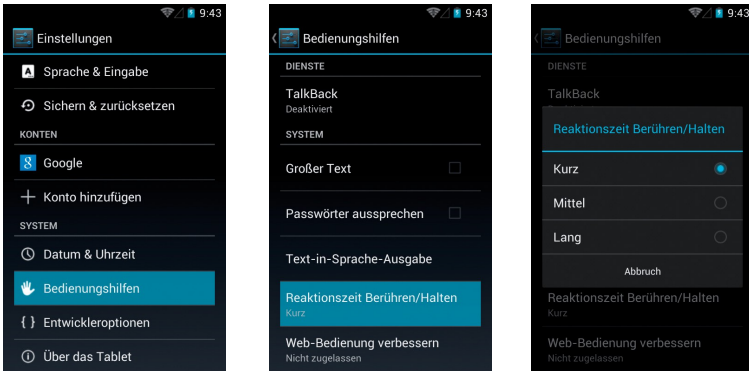 9:43
Einstellungen
Sprache & Eingabe
Sichern & zurücksetzen
KONTEN
Google
Konto hinzufügen
SYSTEM
Datum & Uhrzeit
Bedienungshilfen
Entwickleroptionen
Über das Tablet
9:43
Bedienungshilfen
DIENSTE
TalkBack
Deaktiviert
SYSTEM
Großer Text
Passwörter aussprechen
Text-in-Sprache-Ausgabe
Reaktionszeit Berühren/Halten
Kurz
Web-Bedienung verbessern
Nicht zugelassen
9:43
Bedienungshilfen
DIENSTE
TalkBack
Reaktionszeit Berühren/Halten
Kurz
Mittel
Lang
Abbruch
Reaktionszeit Berühren/Halten
Kurz
Web-Bedienung verbessern
Nicht zugelassen